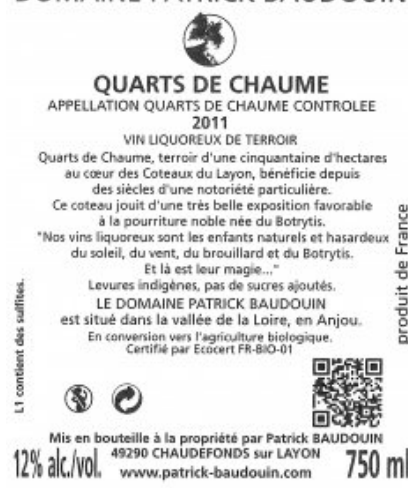 DOMAINE PATRICK BAUDOUIN
QUARTS DE CHAUME
APPELLATION QUARTS DE CHAUME CONTROLEE
2011
VIN LIQUOREUX DE TERROIR
Quarts de Chaume, terroir d'une cinquantaine d'hectares
au cœur des Coteaux du Layon, bénéficie depuis
des siècles d'une notoriété particulière.
Ce coteau jouit d'une très belle exposition favorable
à la pourriture noble née du Botrytis.
"Nos vins liquoreux sont les enfants naturels et hasardeux
du soleil, du vent, du brouillard et du Botrytis.
Et là est leur magie..."
Levures indigènes, pas de sucres ajoutés.
LE DOMAINE PATRICK BAUDOUIN
est situé dans la vallée de la Loire, en Anjou.
En conversion vers l'agriculture biologique.
Certifié par Ecocert FR-BIO-01
L1 contient des sulfites.
produit de France
Mis en bouteille à la propriété par Patrick BAUDOUIN
49290 CHAUDEFONDS sur LAYON
12% alc./vol.
www.patrick-baudouin.com
750 ml